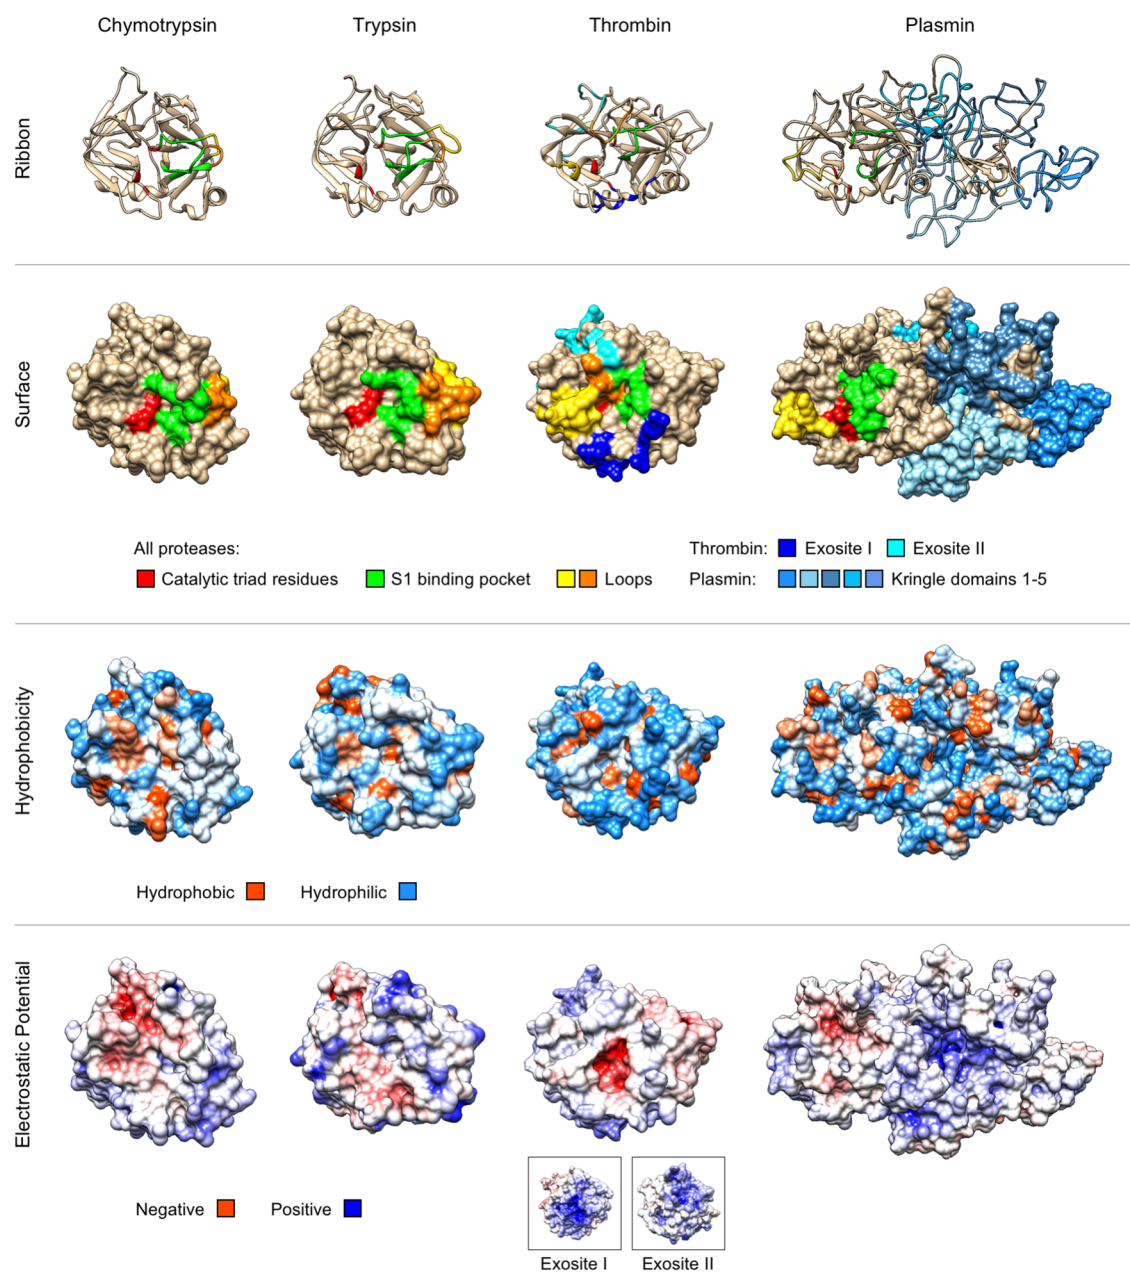 Chymotrypsin
Trypsin
Thrombin
Plasmin
Ribbon
Surface
All proteases:
Thrombin: Exosite I Exosite II
Catalytic triad residues S1 binding pocket Loops
Plasmin: Kringle domains 1-5
Hydrophobicity
Hydrophobic Hydrophilic
Electrostatic Potential
Negative Positive
Exosite I Exosite II